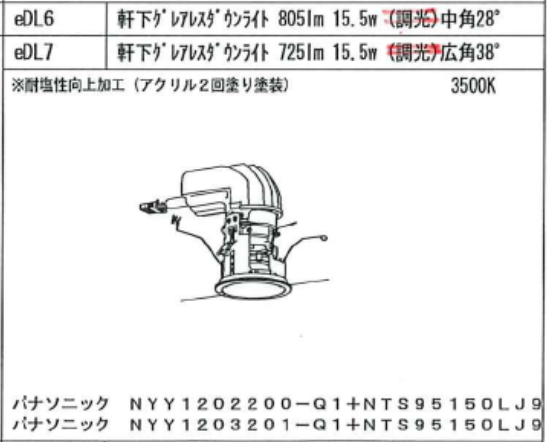 eDL6 軒下ｸﾞﾚｱﾚｽﾀﾞｳﾝﾗｲﾄ 805lm 15.5w (調光)中角28°
eDL7 軒下ｸﾞﾚｱﾚｽﾀﾞｳﾝﾗｲﾄ 725lm 15.5w (調光)広角38°
※耐塩性向上加工（アクリル２回塗り塗装） 3500K
パナソニック ＮＹＹ１２０２２００－Ｑ１＋ＮＴＳ９５１５０ＬＪ９
パナソニック ＮＹＹ１２０３２０１－Ｑ１＋ＮＴＳ９５１５０ＬＪ９